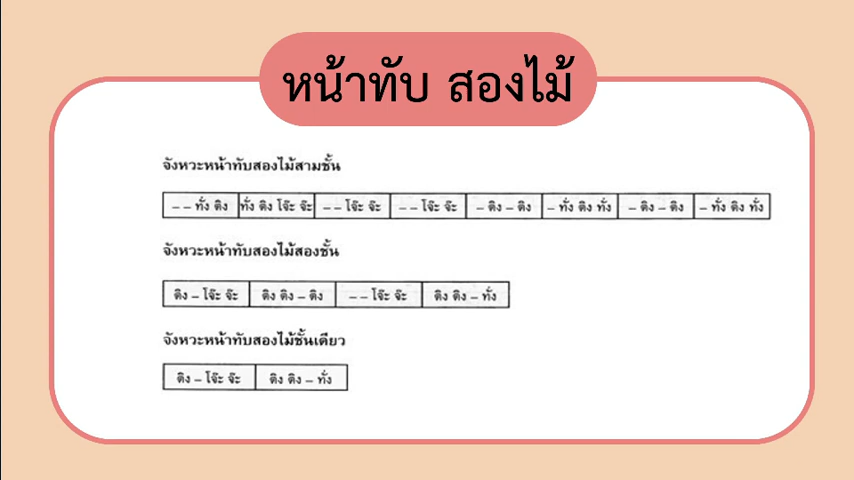 หน้าทับ สองไม้
จังหวะหน้าทับสองไม้สามชั้น
– – ทั่ง ติง | ทั่ง ติง โจ๊ะ จ๊ะ | – – โจ๊ะ จ๊ะ | – – โจ๊ะ จ๊ะ | – ติง – ติง | – ทั่ง ติง ทั่ง | – ติง – ติง | – ทั่ง ติง ทั่ง
จังหวะหน้าทับสองไม้สองชั้น
ติง – โจ๊ะ จ๊ะ | ติง ติง – ติง | – – โจ๊ะ จ๊ะ | ติง ติง – ทั่ง
จังหวะหน้าทับสองไม้ชั้นเดียว
ติง – โจ๊ะ จ๊ะ | ติง ติง – ทั่ง